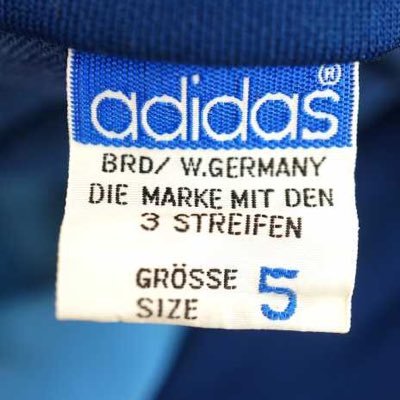 adidas®
BRD/ W.GERMANY
DIE MARKE MIT DEN
3 STREIFEN
GRÖSSE
SIZE 5